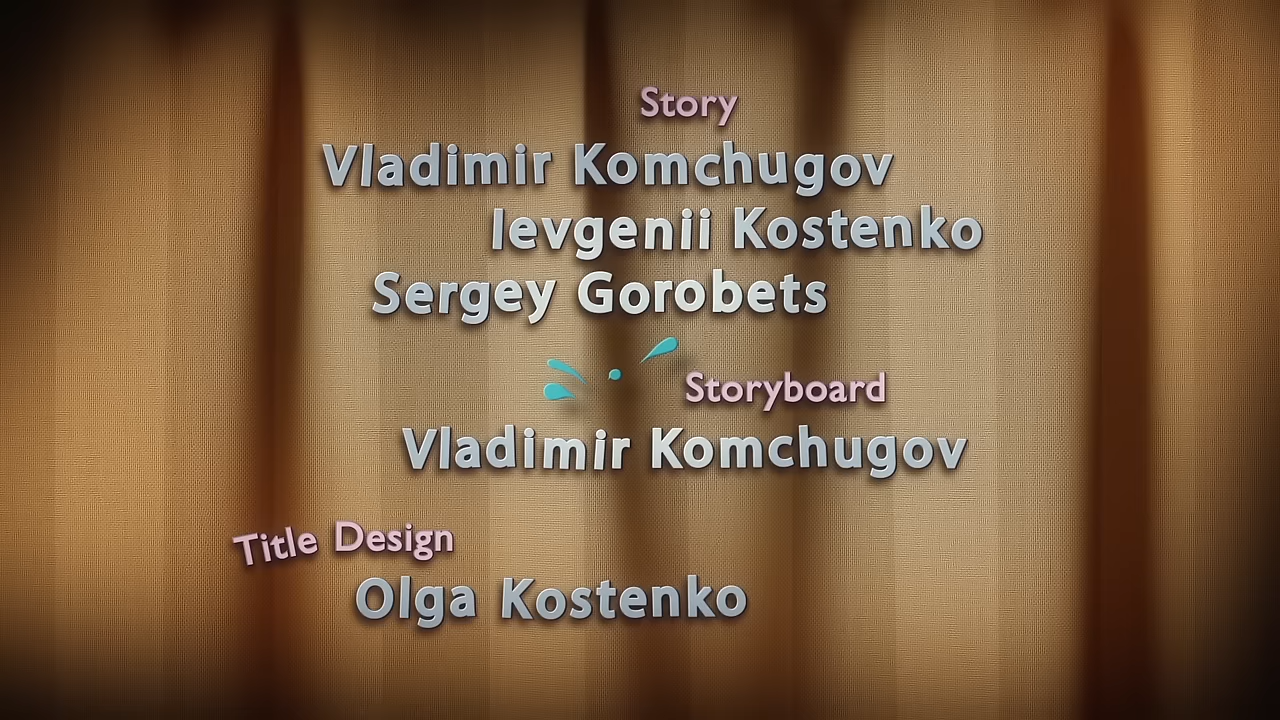 Story
Vladimir Komchugov
Ievgenii Kostenko
Sergey Gorobets
Storyboard
Vladimir Komchugov
Title Design
Olga Kostenko